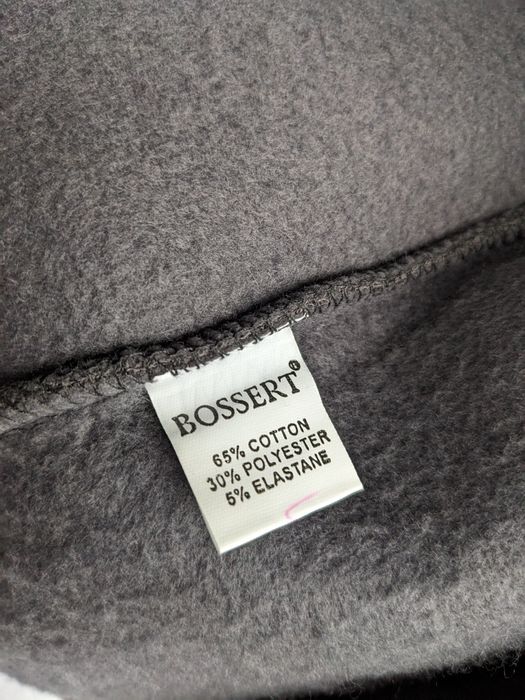 BOSSERT®
65% COTTON
30% POLYESTER
5% ELASTANE